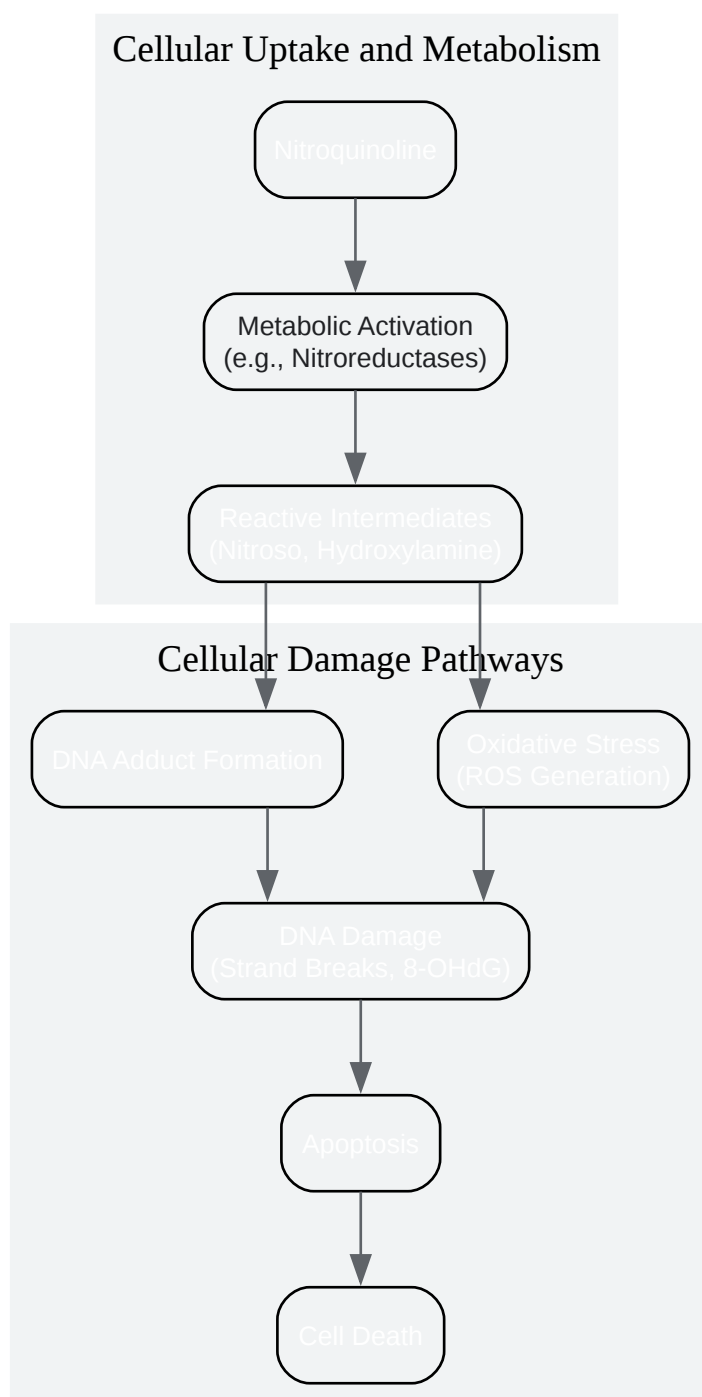 Cellular Uptake and Metabolism
Nitroquinoline
Metabolic Activation
(e.g., Nitroreductases)
Reactive Intermediates
(Nitroso, Hydroxylamine)
Cellular Damage Pathways
DNA Adduct Formation
Oxidative Stress
(ROS Generation)
DNA Damage
(Strand Breaks, 8-OHdG)
Apoptosis
Cell Death